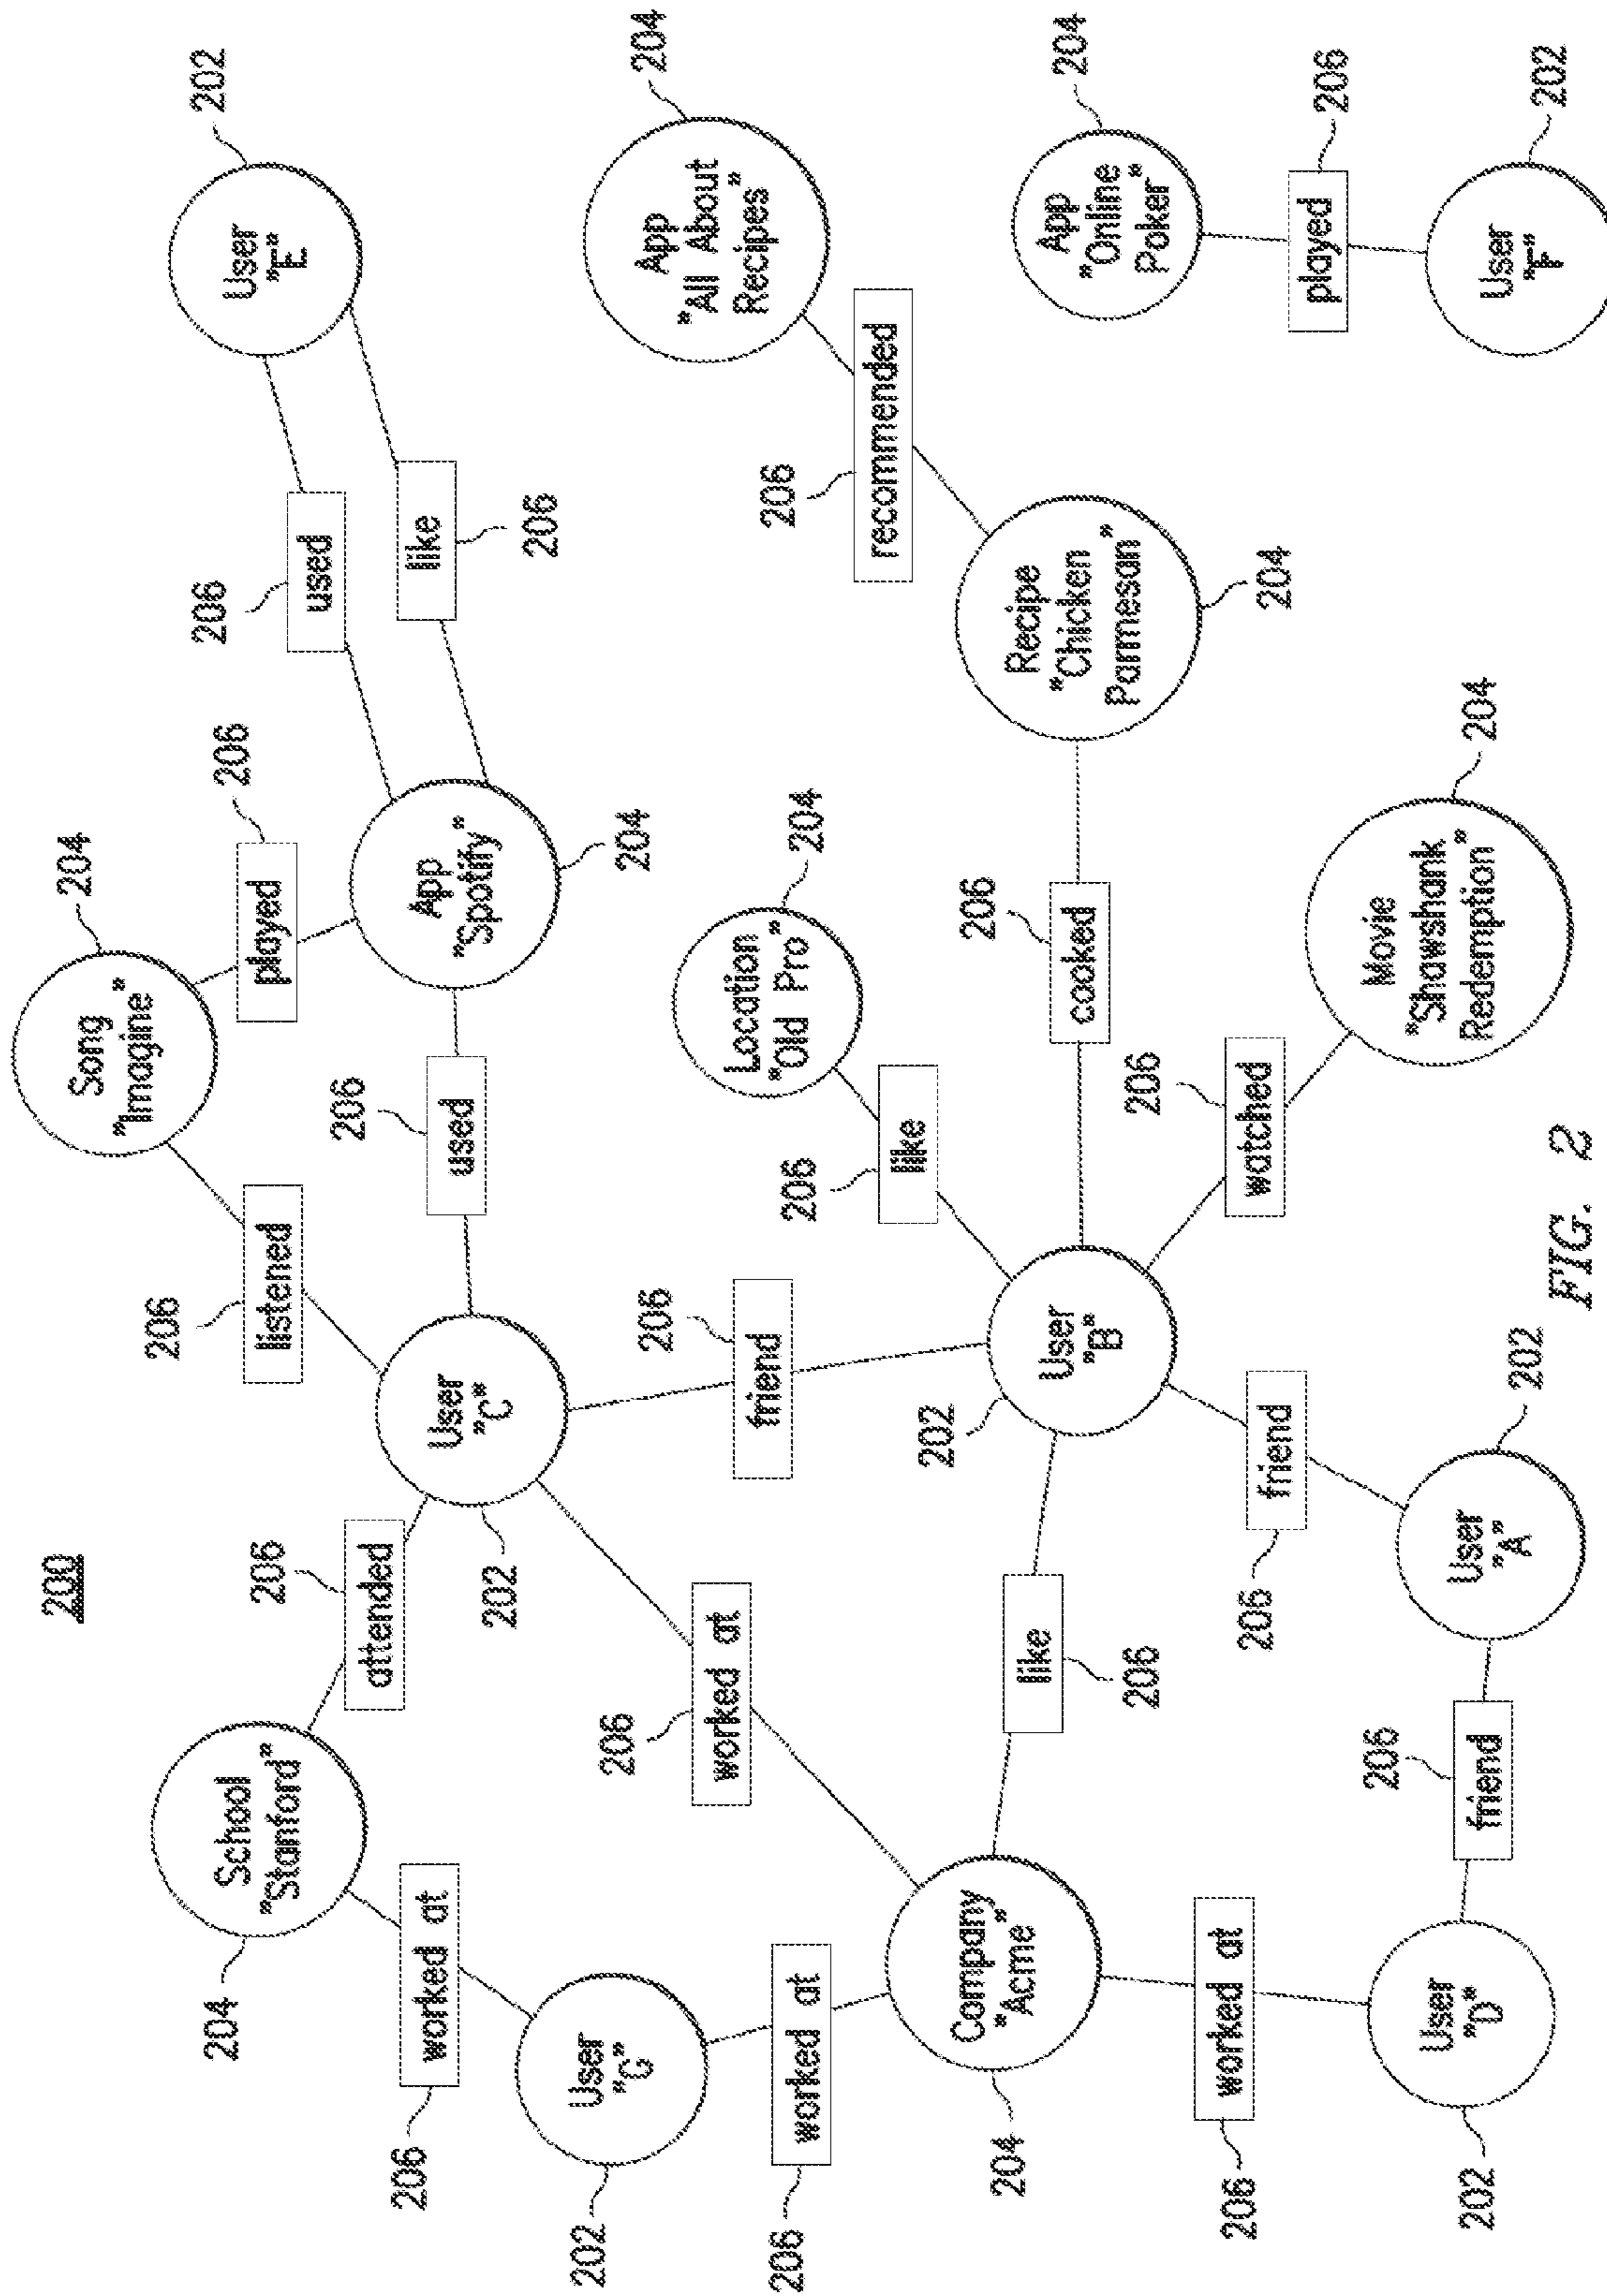 200
204
Song
"Imagine"
206
listened
206
played
202
User
"E"
204
School
"Stanford"
206
attended
206
used
206
worked at
206
like
206
User
"C"
202
206
used
App
"Spotify"
204
User
"G"
202
206
worked at
206
worked at
206
friend
Location
"Old Pro"
204
206
like
App
"All About
Recipes"
204
206
recommended
Company
"Acme"
204
like
206
User
"B"
202
206
cooked
Recipe
"Chicken
Parmesan"
204
App
"Online
Poker"
204
worked at
206
friend
206
206
watched
played
206
User
"D"
202
206
friend
User
"A"
202
Movie
"Shawshank
Redemption"
204
User
"F"
202
FIG. 2